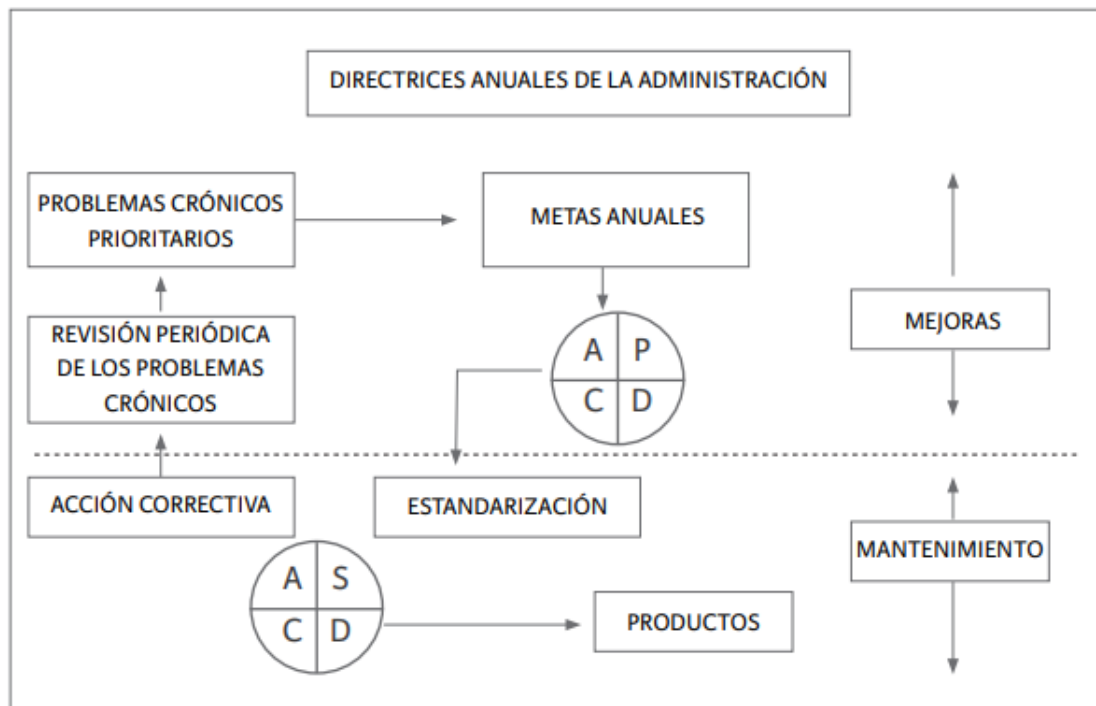 DIRECTRICES ANUALES DE LA ADMINISTRACIÓN
PROBLEMAS CRÓNICOS
PRIORITARIOS
METAS ANUALES
REVISIÓN PERIÓDICA
DE LOS PROBLEMAS
CRÓNICOS
A P
C D
MEJORAS
ACCIÓN CORRECTIVA
ESTANDARIZACIÓN
MANTENIMIENTO
A S
C D
PRODUCTOS